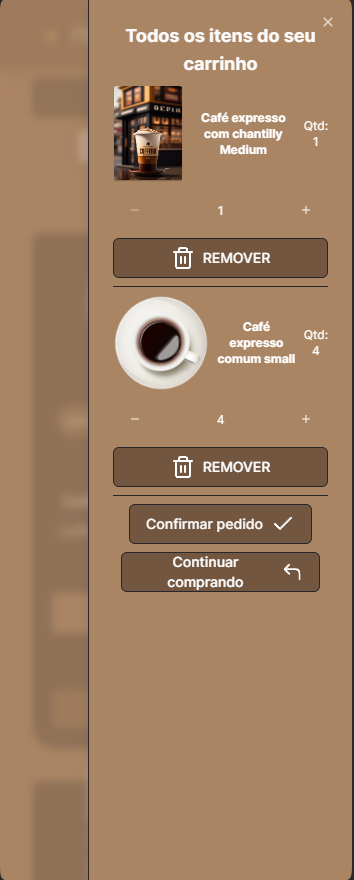 Todos os itens do seu
carrinho
Café expresso
com chantilly
Medium
Qtd:
1
1
REMOVER
Café
expresso
comum small
Qtd:
4
4
REMOVER
Confirmar pedido
Continuar
comprando